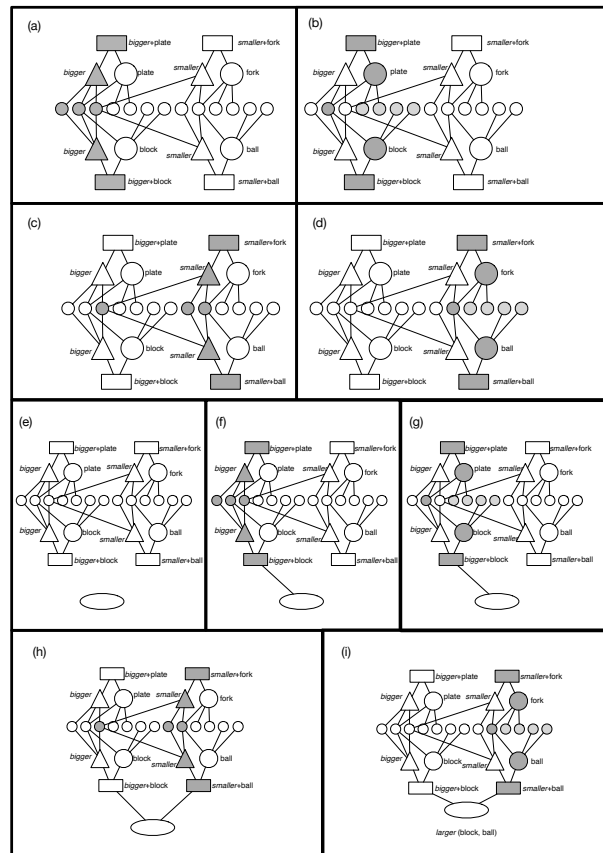 (a)
bigger+plate
smaller+fork
bigger
plate
smaller
fork
bigger
block
smaller
ball
bigger+block
smaller+ball
(b)
bigger+plate
smaller+fork
bigger
plate
smaller
fork
bigger
block
smaller
ball
bigger+block
smaller+ball
(c)
bigger+plate
smaller+fork
bigger
plate
smaller
fork
bigger
block
smaller
ball
bigger+block
smaller+ball
(d)
bigger+plate
smaller+fork
bigger
plate
smaller
fork
bigger
block
smaller
ball
bigger+block
smaller+ball
(e)
bigger+plate
smaller+fork
bigger
plate
smaller
fork
bigger
block
smaller
ball
bigger+block
smaller+ball
(f)
bigger+plate
smaller+fork
bigger
plate
smaller
fork
bigger
block
smaller
ball
bigger+block
smaller+ball
(g)
bigger+plate
smaller+fork
bigger
plate
smaller
fork
bigger
block
smaller
ball
bigger+block
smaller+ball
(h)
bigger+plate
smaller+fork
bigger
plate
smaller
fork
bigger
block
smaller
ball
bigger+block
smaller+ball
(i)
bigger+plate
smaller+fork
bigger
plate
smaller
fork
bigger
block
smaller
ball
bigger+block
smaller+ball
larger (block, ball)